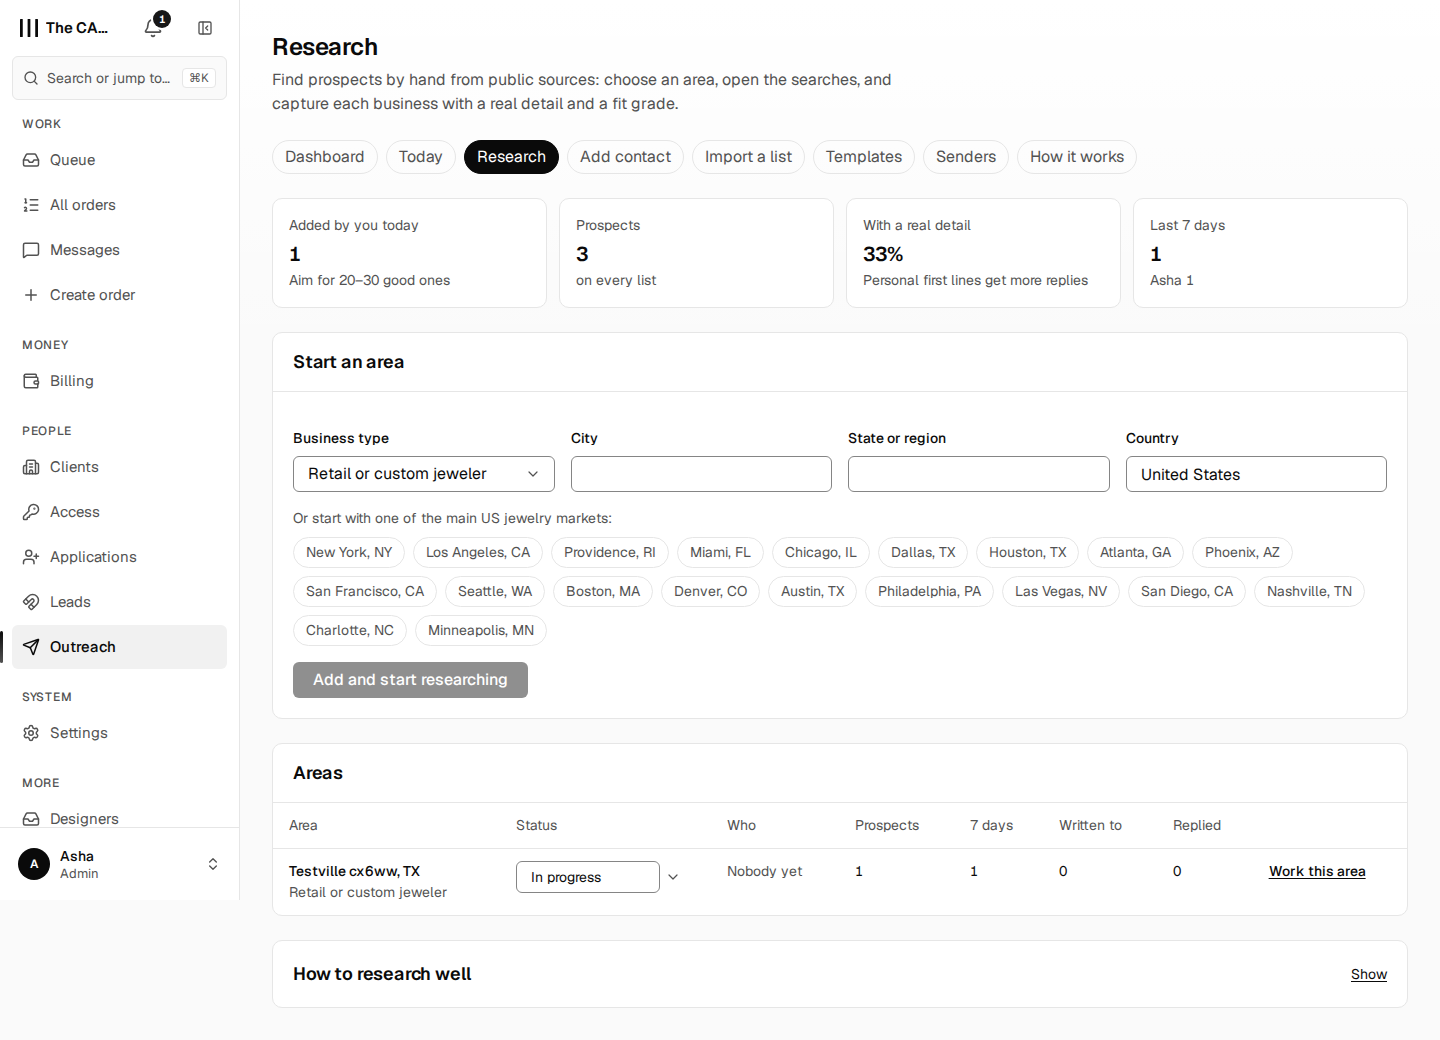 The CA...
1
Search or jump to...
⌘K
WORK
Queue
All orders
Messages
Create order
MONEY
Billing
PEOPLE
Clients
Access
Applications
Leads
Outreach
SYSTEM
Settings
MORE
Designers
A
Asha
Admin
Research
Find prospects by hand from public sources: choose an area, open the searches, and
capture each business with a real detail and a fit grade.
Dashboard
Today
Research
Add contact
Import a list
Templates
Senders
How it works
Added by you today
1
Aim for 20–30 good ones
Prospects
3
on every list
With a real detail
33%
Personal first lines get more replies
Last 7 days
1
Asha 1
Start an area
Business type
Retail or custom jeweler
City
State or region
Country
United States
Or start with one of the main US jewelry markets:
New York, NY
Los Angeles, CA
Providence, RI
Miami, FL
Chicago, IL
Dallas, TX
Houston, TX
Atlanta, GA
Phoenix, AZ
San Francisco, CA
Seattle, WA
Boston, MA
Denver, CO
Austin, TX
Philadelphia, PA
Las Vegas, NV
San Diego, CA
Nashville, TN
Charlotte, NC
Minneapolis, MN
Add and start researching
Areas
Area
Status
Who
Prospects
7 days
Written to
Replied
Testville cx6ww, TX
Retail or custom jeweler
In progress
Nobody yet
1
1
0
0
Work this area
How to research well
Show